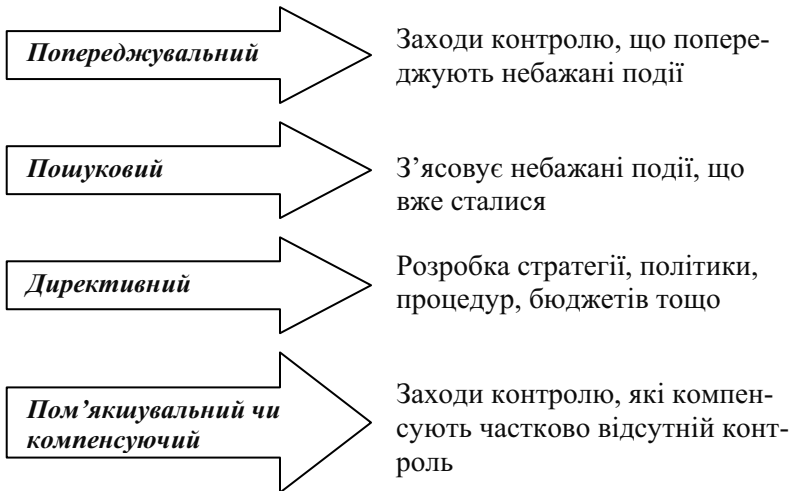 Попереджувальний
Заходи контролю, що попере-
джують небажані події
Пошуковий
З’ясовує небажані події, що
вже сталися
Директивний
Розробка стратегії, політики,
процедур, бюджетів тощо
Пом’якшувальний чи
компенсуючий
Заходи контролю, які компен-
сують частково відсутній конт-
роль